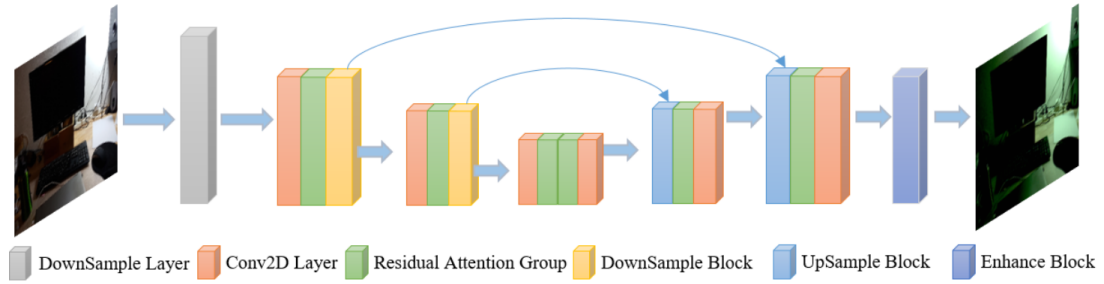 DownSample Layer Conv2D Layer Residual Attention Group DownSample Block UpSample Block Enhance Block